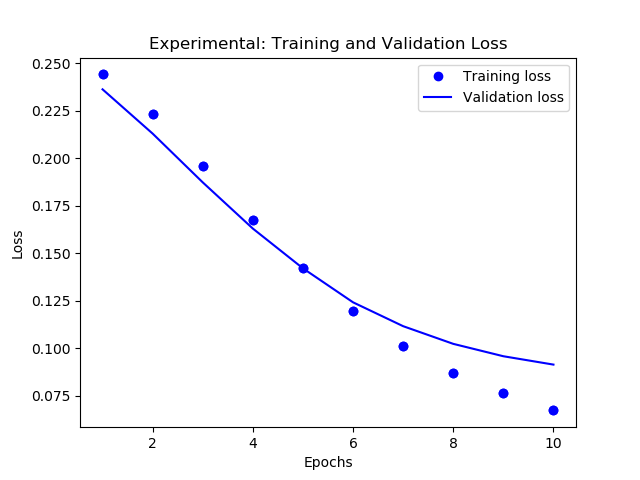 Experimental: Training and Validation Loss
Training loss
Validation loss
0.250
0.225
0.200
0.175
0.150
0.125
0.100
0.075
Loss
2 4 6 8 10
Epochs